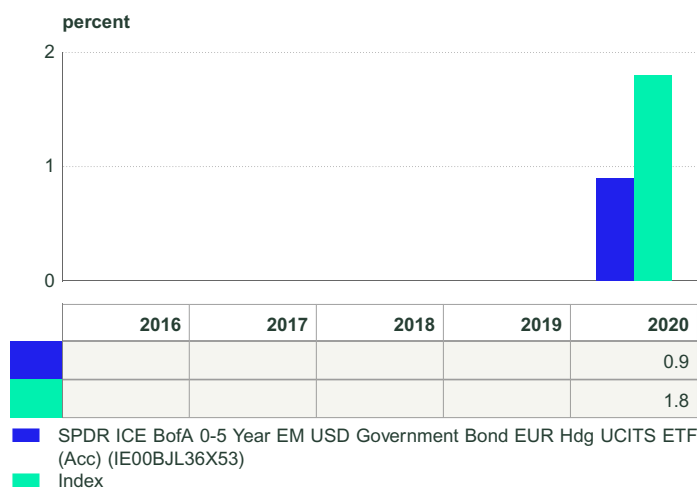 percent
2
1
0
2016 2017 2018 2019 2020
0.9
1.8
SPDR ICE BofA 0-5 Year EM USD Government Bond EUR Hdg UCITS ETF
(Acc) (IE00BJL36X53)
Index